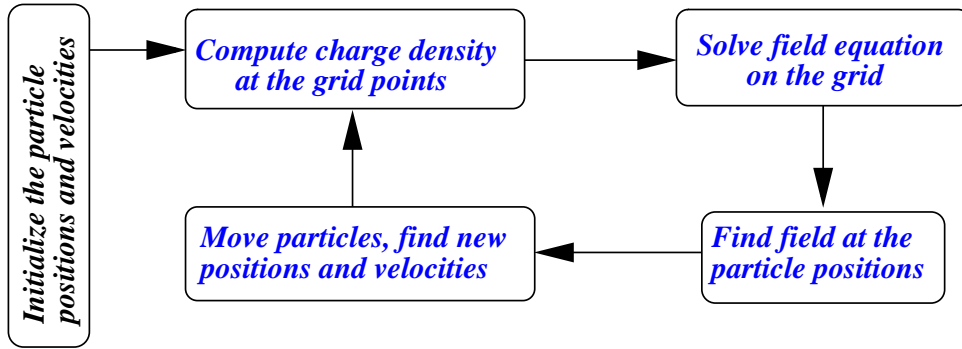 Initialize the particle
positions and velocities
Compute charge density
at the grid points
Solve field equation
on the grid
Find field at the
particle positions
Move particles, find new
positions and velocities